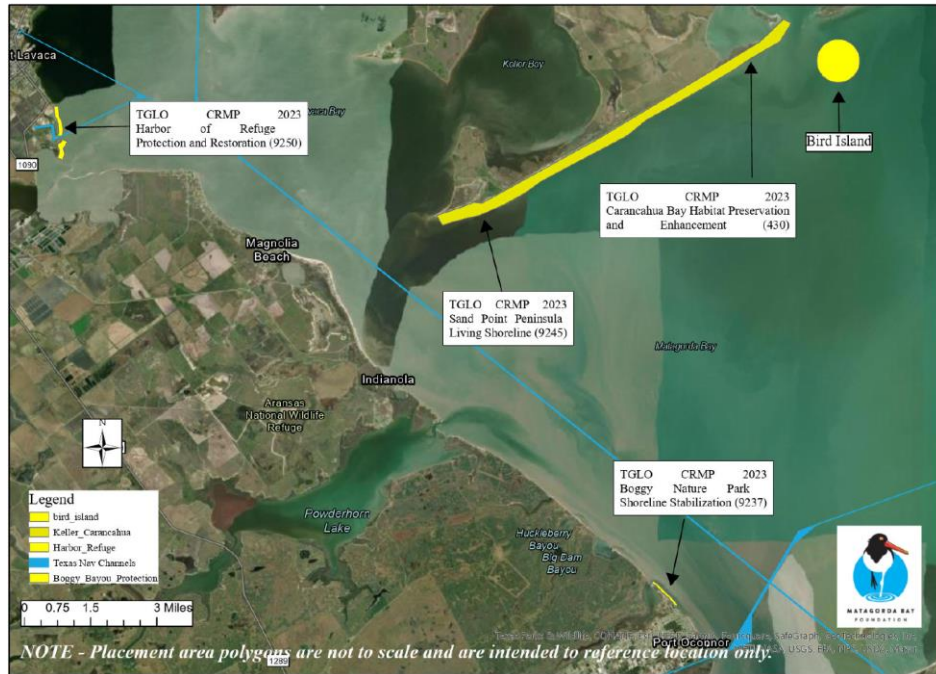 t Lavaca
TGLO CRMP 2023
Harbor of Refuge
Protection and Restoration (9250)
Bay
1090
Bird Island
TGLO CRMP 2023
Carancahua Bay Habitat Preservation
and Enhancement (430)
Magnolia
Beach
TGLO CRMP 2023
Sand Point Peninsula
Living Shoreline (9245)
Matagorda Bay
Indianola
Aransas
National Wildlife
Refuge
N
TGLO CRMP 2023
Boggy Nature Park
Shoreline Stabilization (9237)
Legend
bird_island
Keller_Carancahua
Harbor_Refuge
Texas Nav Channels
Boggy_Bayou_Protection
Powderhorn
Lake
Huckleberry
Bayou
Big Dam
Bayou
0 0.75 1.5 3 Miles
MATAGORDA BAY
FOUNDATION
Port O
NOTE - Placement area polygons are not to scale and are intended to reference location only.
1289